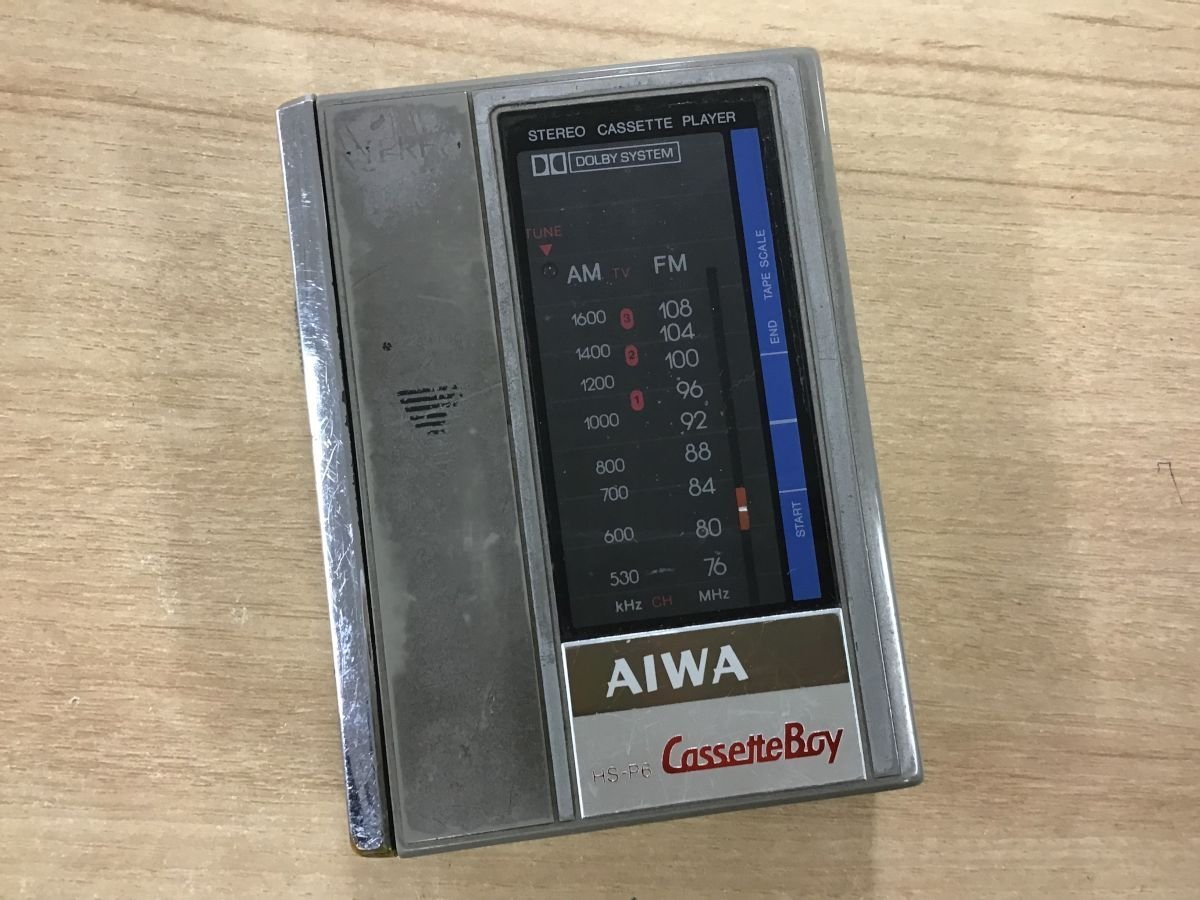 STEREO CASSETTE PLAYER
DOLBY SYSTEM
TUNE
AM TV FM
1600 3 108
104
1400 2 100
1200 1 96
1000 92
800 88
700 84
600 80
530 76
kHz CH MHz
TAPE SCALE
END
START
AIWA
HS-P6 CassetteBoy